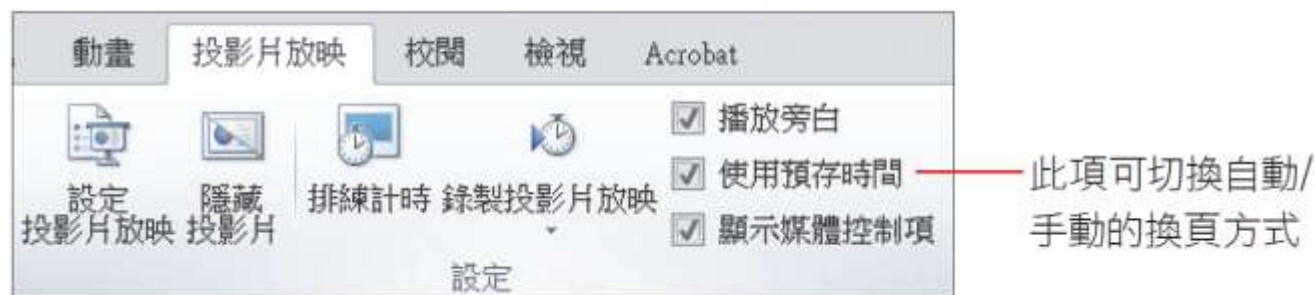 動畫 投影片放映 校閱 檢視 Acrobat
設定
投影片放映
隱藏
投影片
排練計時
錄製投影片放映
播放旁白
使用預存時間
顯示媒體控制項
設定
此項可切換自動/
手動的換頁方式